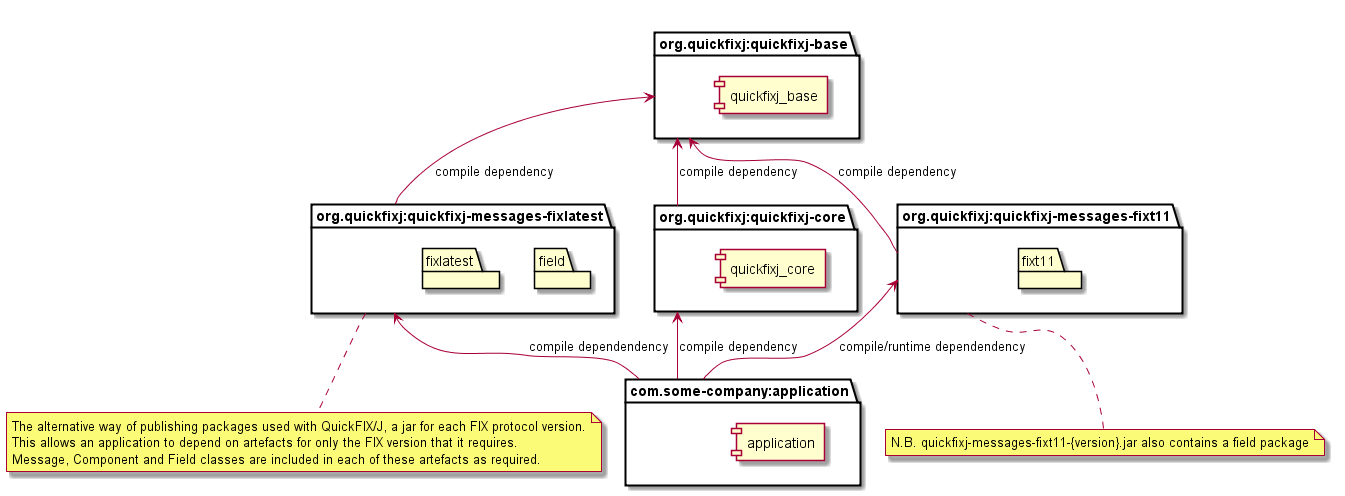 org.quickfixj:quickfixj-base
quickfixj_base
compile dependency
compile dependency
compile dependency
org.quickfixj:quickfixj-messages-fixlatest
fixlatest
field
org.quickfixj:quickfixj-core
quickfixj_core
org.quickfixj:quickfixj-messages-fixt11
fixt11
compile dependendency
compile dependency
compile/runtime dependendency
com.some-company:application
application
The alternative way of publishing packages used with QuickFIX/J, a jar for each FIX protocol version.
This allows an application to depend on artefacts for only the FIX version that it requires.
Message, Component and Field classes are included in each of these artefacts as required.
N.B. quickfixj-messages-fixt11-{version}.jar also contains a field package